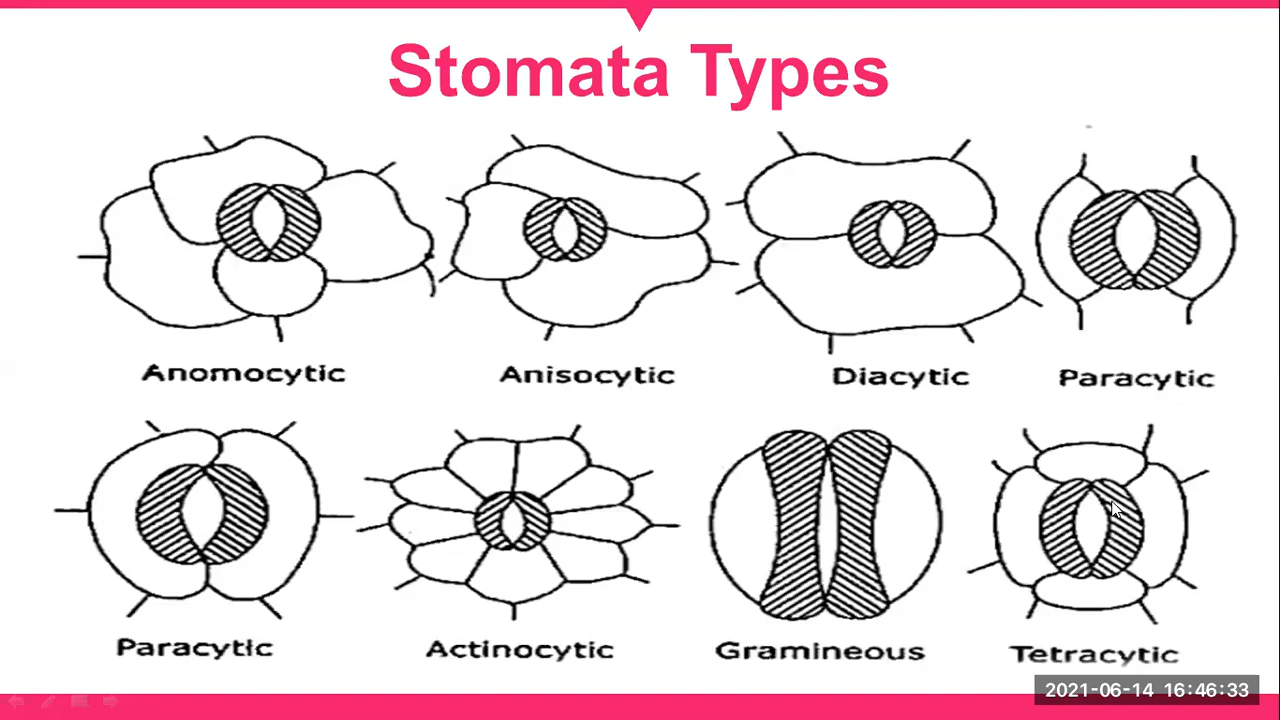 Stomata Types
Anomocytic
Anisocytic
Diacytic
Paracytic
Paracytic
Actinocytic
Gramineous
Tetracytic
2021-06-14 16:46:33